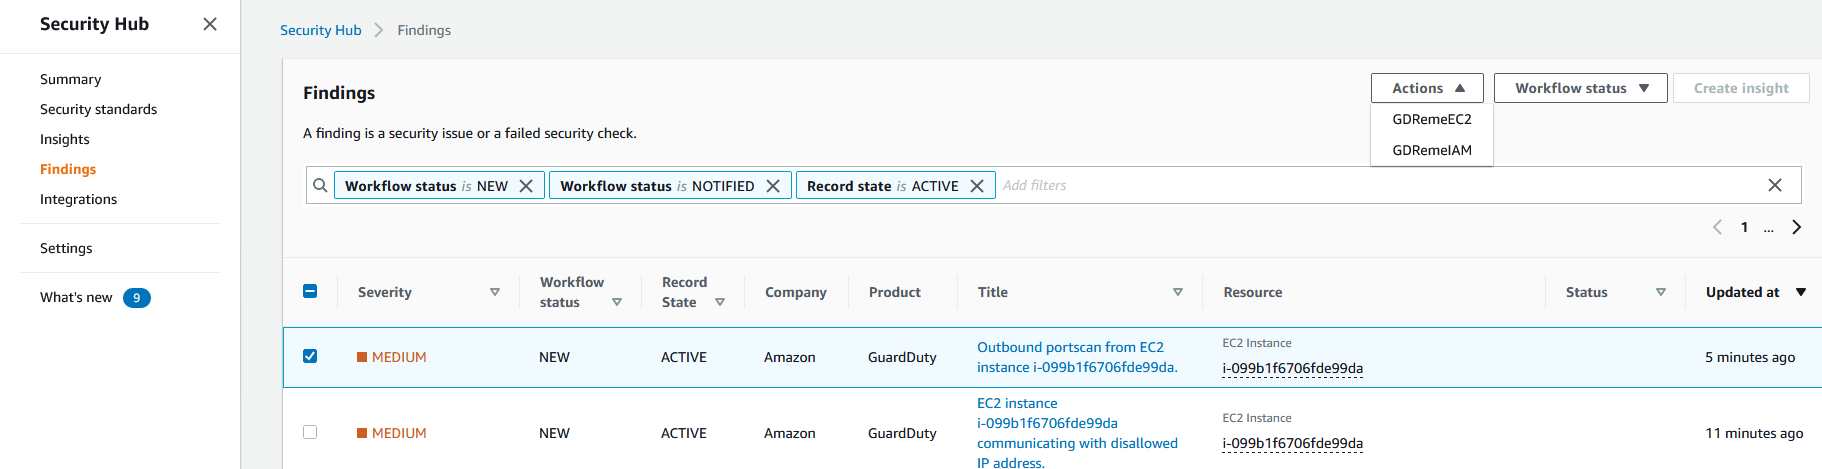 Security Hub
Summary
Security standards
Insights
Findings
Integrations
Settings
What's new 9
Security Hub Findings
Findings
Actions
Workflow status
Create insight
GDRemeEC2
GDRemeIAM
A finding is a security issue or a failed security check.
Workflow status is NEW
Workflow status is NOTIFIED
Record state is ACTIVE
Add filters
1 ...
Severity
Workflow
status
Record
State
Company
Product
Title
Resource
Status
Updated at
MEDIUM
NEW
ACTIVE
Amazon
GuardDuty
Outbound portscan from EC2
instance i-099b1f6706fde99da.
EC2 Instance
i-099b1f6706fde99da
5 minutes ago
MEDIUM
NEW
ACTIVE
Amazon
GuardDuty
EC2 instance
i-099b1f6706fde99da
communicating with disallowed
IP address.
EC2 Instance
i-099b1f6706fde99da
11 minutes ago